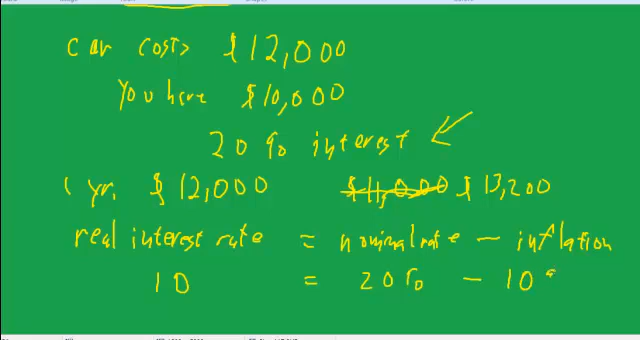 car costs $12,000
You have $10,000
20% interest
1 yr. $12,000 $11,000 $13,200
real interest rate = nominal rate - inflation
10 = 20% - 10